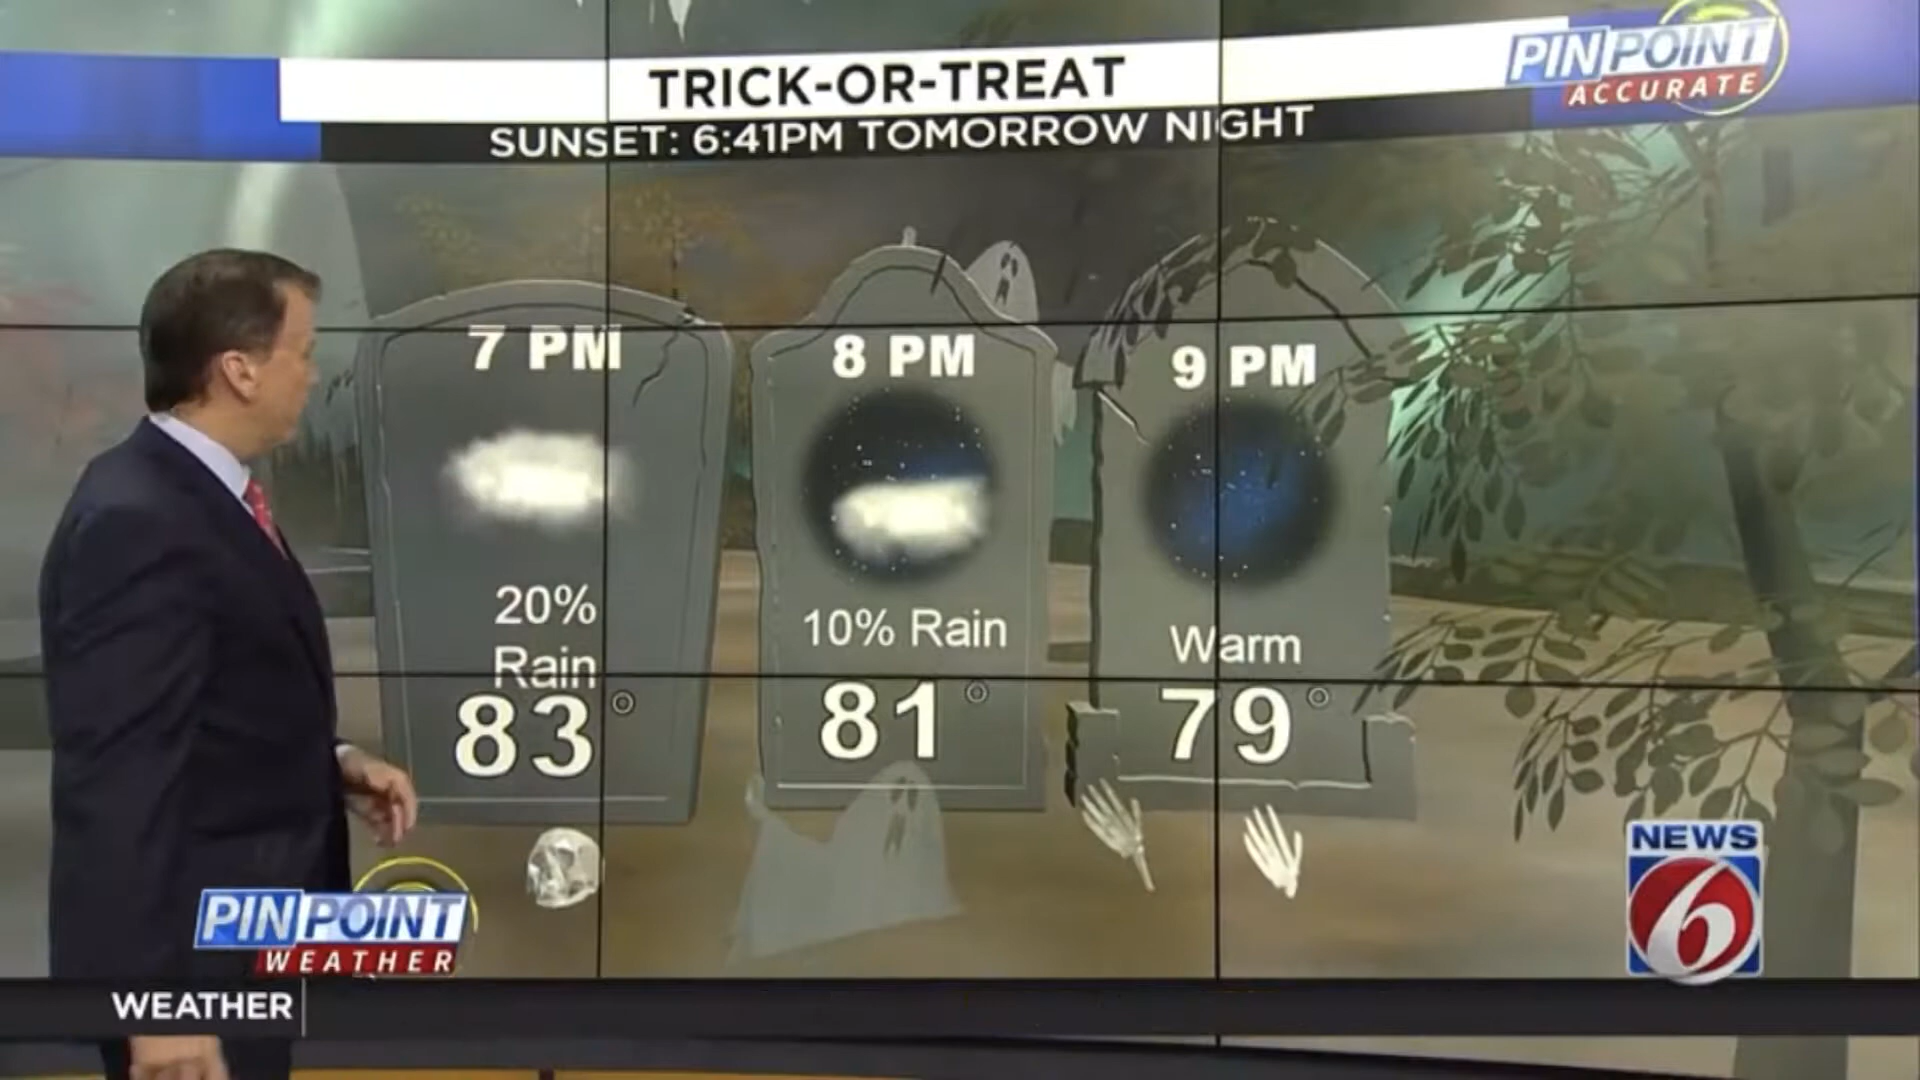 TRICK-OR-TREAT
SUNSET: 6:41PM TOMORROW NIGHT
PINPOINT
ACCURATE
7 PM
20%
Rain
83°
8 PM
10% Rain
81°
9 PM
Warm
79°
PINPOINT
WEATHER
NEWS
6
WEATHER